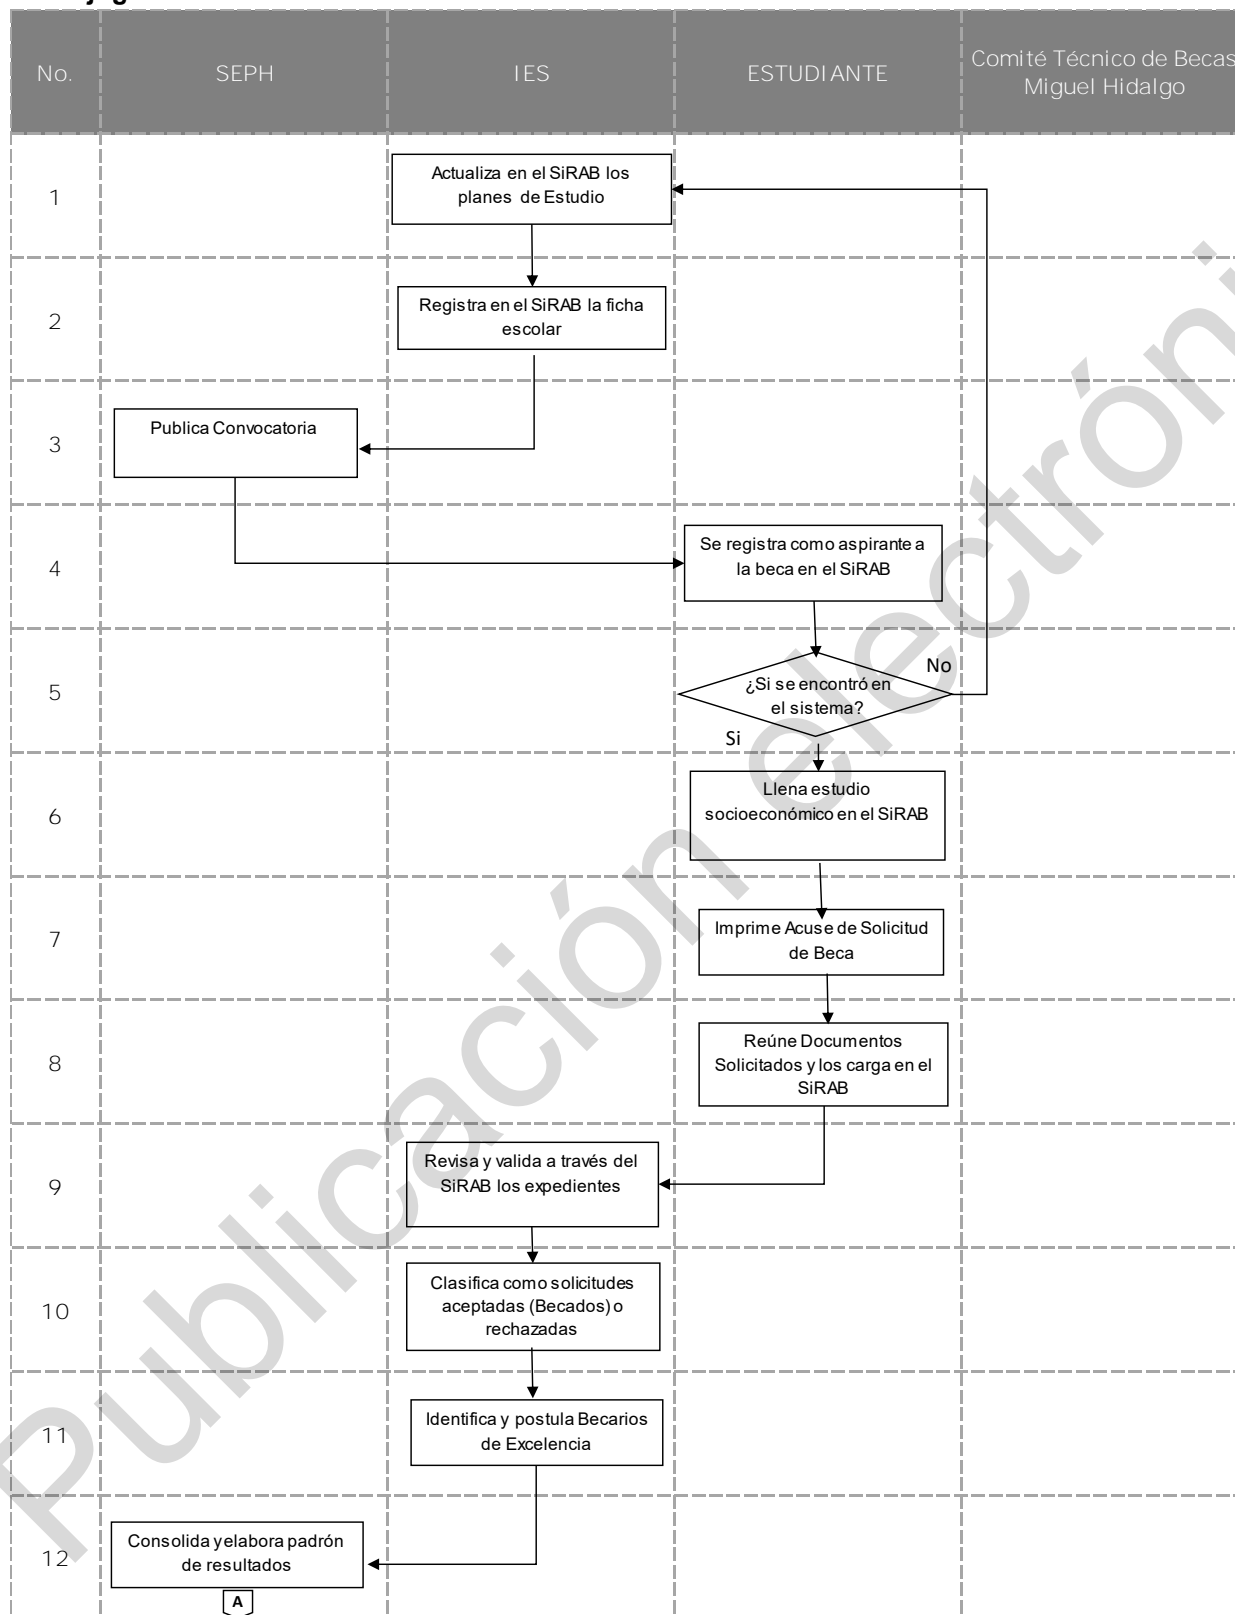 No.
SEPH
IES
ESTUDIANTE
Comité Técnico de Becas
Miguel Hidalgo
1
Actualiza en el SiRAB los
planes de Estudio
2
Registra en el SiRAB la ficha
escolar
3
Publica Convocatoria
4
Se registra como aspirante a
la beca en el SiRAB
5
¿Si se encontró en
el sistema?
No
Si
6
Llena estudio
socioeconómico en el SiRAB
7
Imprime Acuse de Solicitud
de Beca
8
Reúne Documentos
Solicitados y los carga en el
SiRAB
9
Revisa y valida a través del
SiRAB los expedientes
10
Clasifica como solicitudes
aceptadas (Becados) o
rechazadas
11
Identifica y postula Becarios
de Excelencia
12
Consolida y elabora padrón
de resultados
A
Publicación electróni